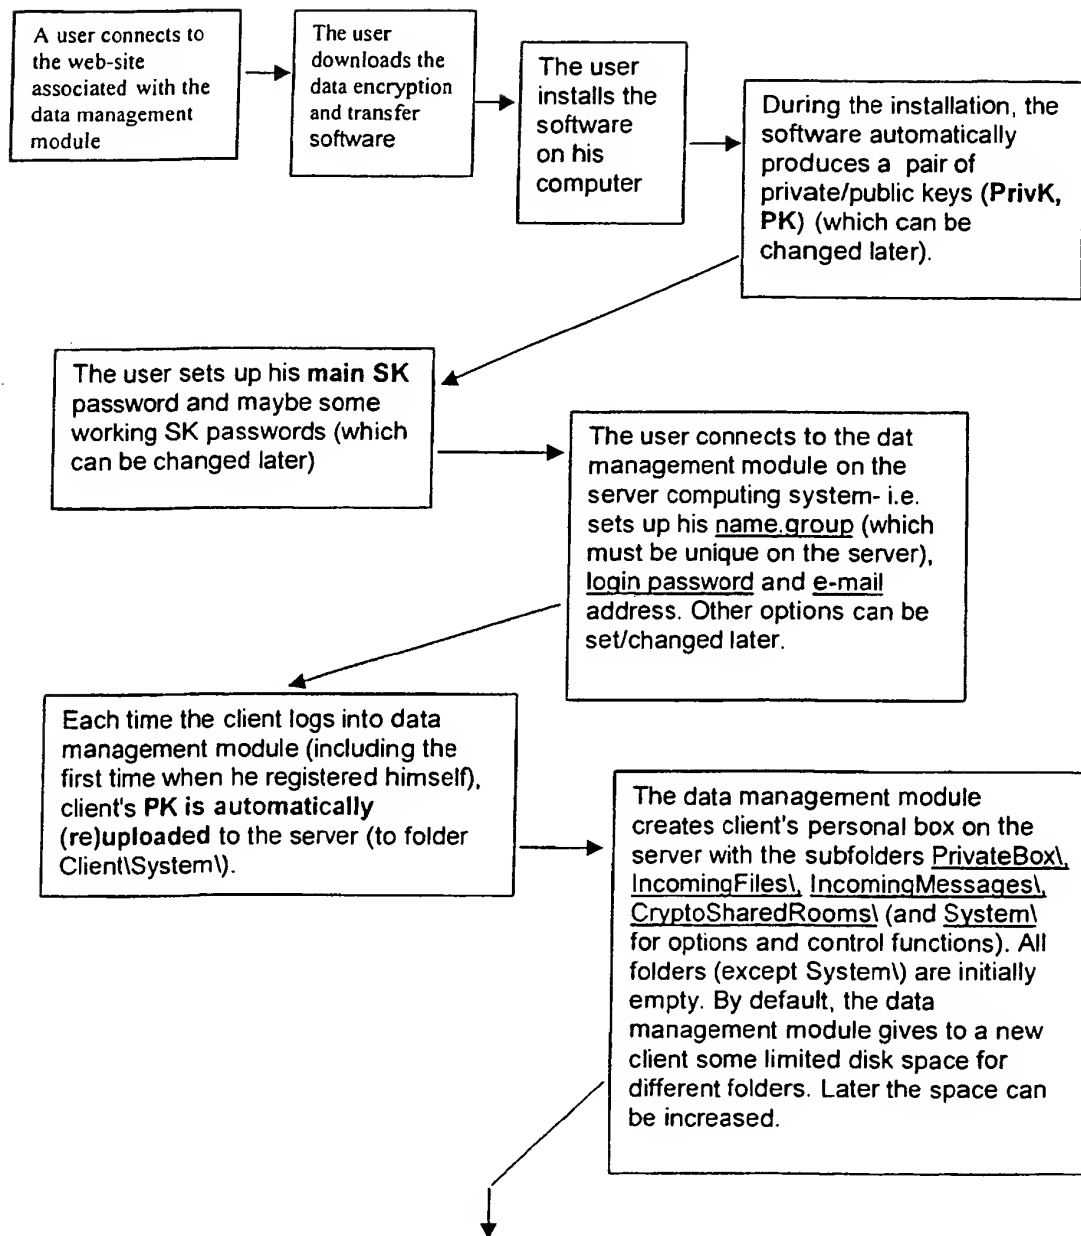 A user connects to
the web-site
associated with the
data management
module
The user
downloads the
data encryption
and transfer
software
The user
installs the
software
on his
computer
During the installation, the
software automatically
produces a  pair of
private/public keys (PrivK,
PK) (which can be
changed later).
The user sets up his main SK
password and maybe some
working SK passwords (which
can be changed later)
The user connects to the dat
management module on the
server computing system- i.e.
sets up his name.group (which
must be unique on the server),
login password and e-mail
address. Other options can be
set/changed later.
Each time the client logs into data
management module (including the
first time when he registered himself),
client's PK is automatically
(re)uploaded to the server (to folder
Client\System\).
The data management module
creates client's personal box on the
server with the subfolders PrivateBox\,
IncomingFiles\, IncomingMessages\,
CryptoSharedRooms\ (and System\
for options and control functions). All
folders (except System\) are initially
empty. By default, the data
management module gives to a new
client some limited disk space for
different folders. Later the space can
be increased.